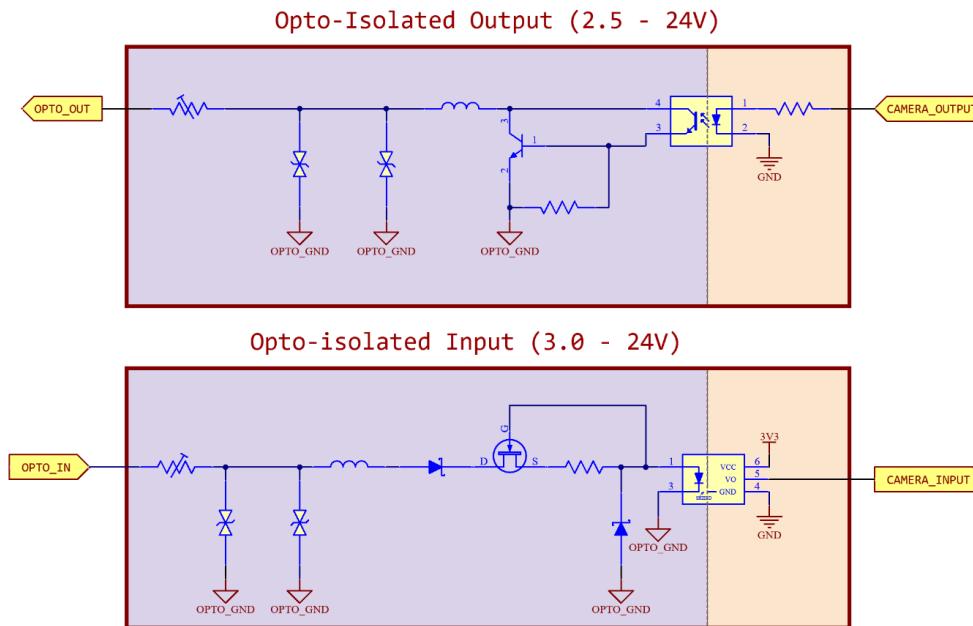 Opto-Isolated Output (2.5 - 24V)
OPTO_OUT
4
1
CAMERA_OUTPUT
3
1
3
2
2
GND
OPTO_GND
OPTO_GND
OPTO_GND
Opto-isolated Input (3.0 - 24V)
G
3V3
OPTO_IN
D
S
1
VCC
6
VO
5
CAMERA_INPUT
3
GND
4
GND
OPTO_GND
OPTO_GND
OPTO_GND
OPTO_GND